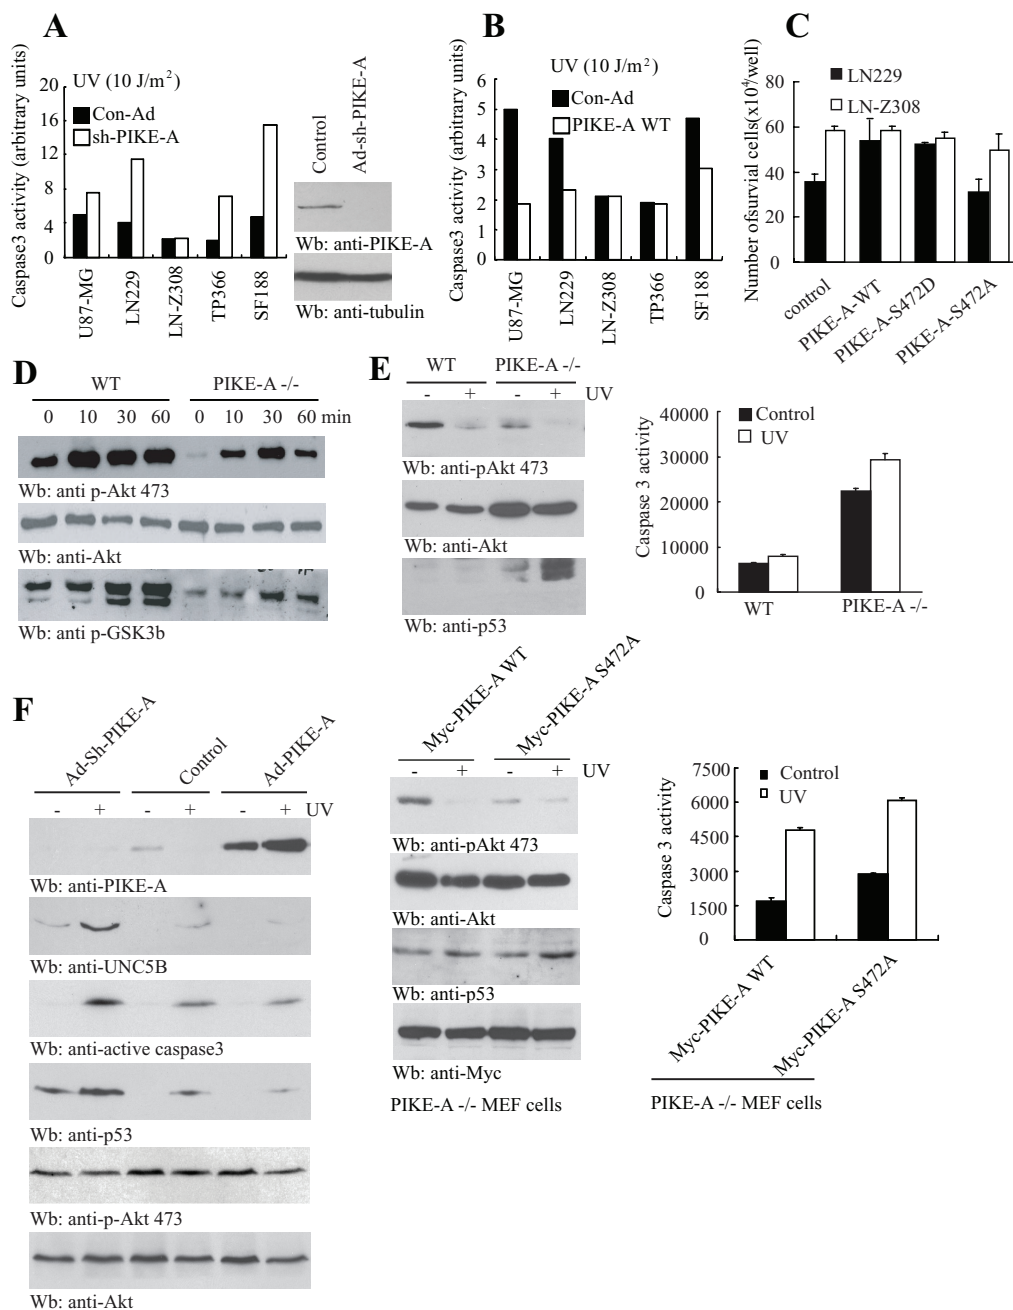 A
Caspase3 activity (arbitrary units)
UV (10 J/m2)
Con-Ad
sh-PIKE-A
20
16
12
8
4
0
U87-MG
LN229
LN-Z308
TP366
SF188
Control
Ad-sh-PIKE-A
Wb: anti-PIKE-A
Wb: anti-tubulin
B
Caspase3 activity (arbitrary units)
UV (10 J/m2)
Con-Ad
PIKE-A WT
6
5
4
3
2
1
0
U87-MG
LN229
LN-Z308
TP366
SF188
C
Number ofsurvial cells(x104/well)
LN229
LN-Z308
80
60
40
20
0
control
PIKE-A-WT
PIKE-A-S472D
PIKE-A-S472A
D
WT PIKE-A -/-
0 10 30 60 0 10 30 60 min
Wb: anti p-Akt 473
Wb: anti-Akt
Wb: anti p-GSK3b
E
WT PIKE-A -/-
- + - + UV
Wb: anti-pAkt 473
Wb: anti-Akt
Wb: anti-p53
Caspase 3 activity
Control
UV
40000
30000
20000
10000
0
WT PIKE-A -/-
Myc-PIKE-A WT
Myc-PIKE-A S472A
- + - + UV
Wb: anti-pAkt 473
Wb: anti-Akt
Wb: anti-p53
Wb: anti-Myc
PIKE-A -/- MEF cells
Caspase 3 activity
Control
UV
7500
6000
4500
3000
1500
0
Myc-PIKE-A WT
Myc-PIKE-A S472A
PIKE-A -/- MEF cells
F
Ad-Sh-PIKE-A
Control
Ad-PIKE-A
- + - + - + UV
Wb: anti-PIKE-A
Wb: anti-UNC5B
Wb: anti-active caspase3
Wb: anti-p53
Wb: anti-p-Akt 473
Wb: anti-Akt